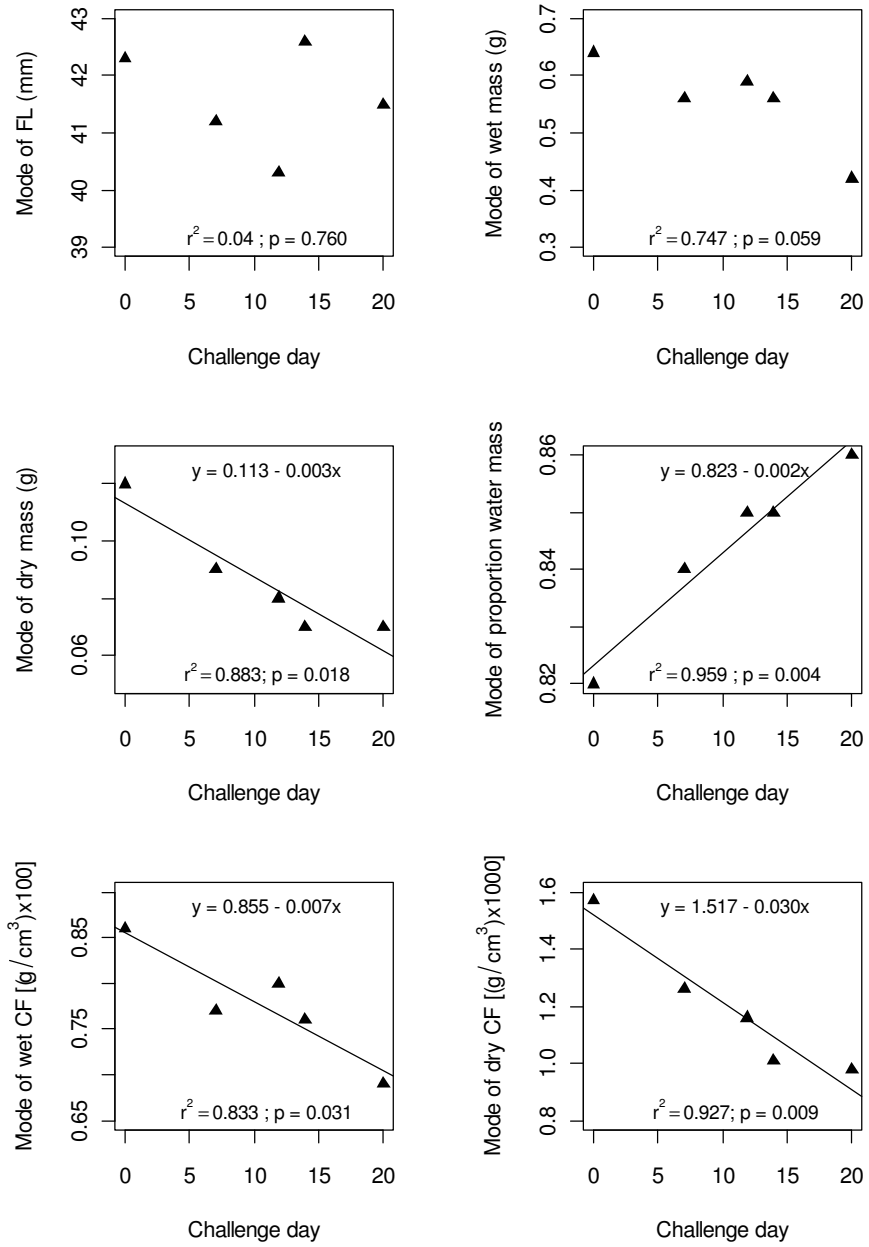 Mode of FL (mm)
43
42
41
40
39
r² = 0.04 ; p = 0.760
0 5 10 15 20
Challenge day
Mode of wet mass (g)
0.7
0.6
0.5
0.4
0.3
r² = 0.747 ; p = 0.059
0 5 10 15 20
Challenge day
Mode of dry mass (g)
0.10
0.06
y = 0.113 - 0.003x
r² = 0.883; p = 0.018
0 5 10 15 20
Challenge day
Mode of proportion water mass
0.86
0.84
0.82
y = 0.823 - 0.002x
r² = 0.959 ; p = 0.004
0 5 10 15 20
Challenge day
Mode of wet CF [(g/cm³)x100]
0.85
0.75
0.65
y = 0.855 - 0.007x
r² = 0.833 ; p = 0.031
0 5 10 15 20
Challenge day
Mode of dry CF [(g/cm³)x1000]
1.6
1.4
1.2
1.0
0.8
y = 1.517 - 0.030x
r² = 0.927; p = 0.009
0 5 10 15 20
Challenge day